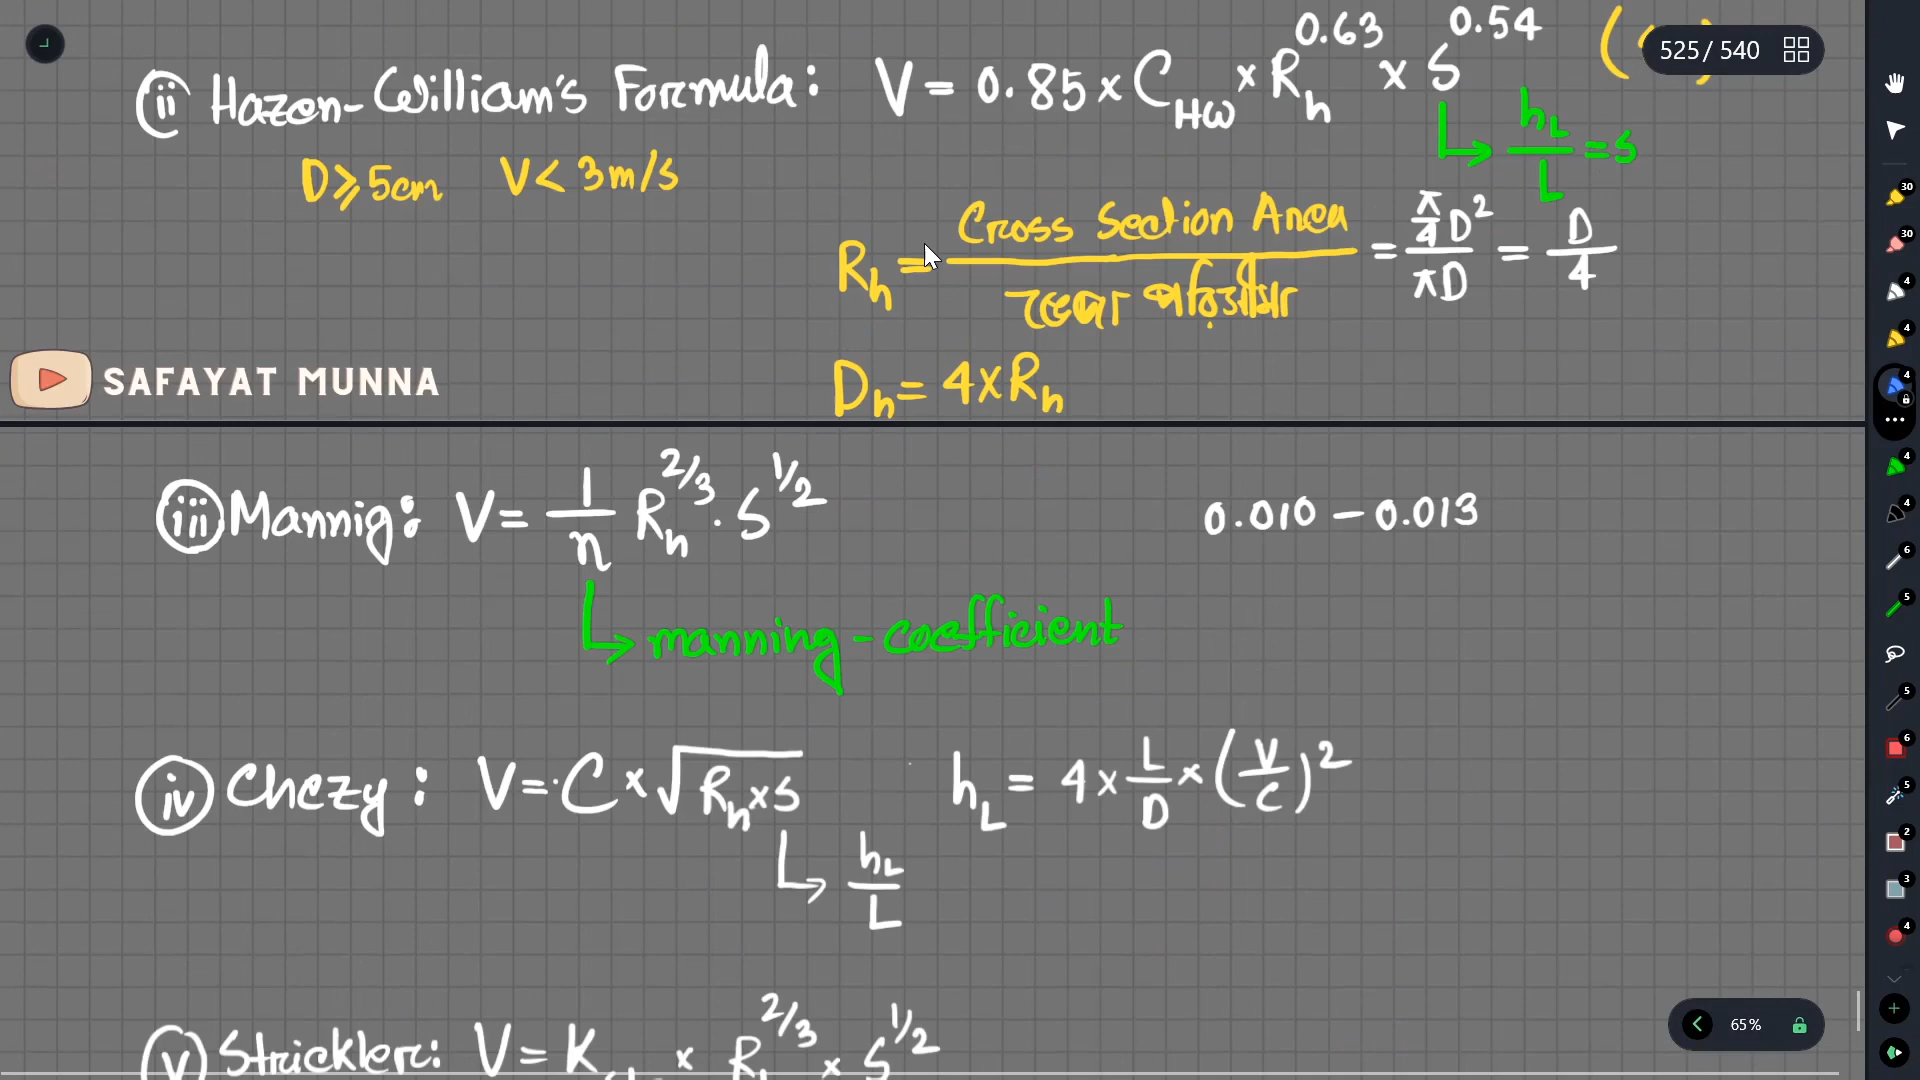 525/ 540
(ii) Hazen-William's Formula: V = 0.85 × C_HW × R_h^0.63 × S^0.54
h_L/L = S
D ≥ 5cm V < 3m/s
R_h = Cross Section Area / = (π/4 D^2)/(πD) = D/4
SAFAYAT MUNNA
D_h = 4×R_h
(iii) Mannig: V = 1/n R_h^2/3 · S^1/2 0.010 – 0.013
manning-coefficient
(iv) Chezy: V = C × √(R_h × S) h_L = 4 × L/D × (V/C)^2
h_L/L
(v) Strickler: V = K × R × S^1/2
2/3
65%